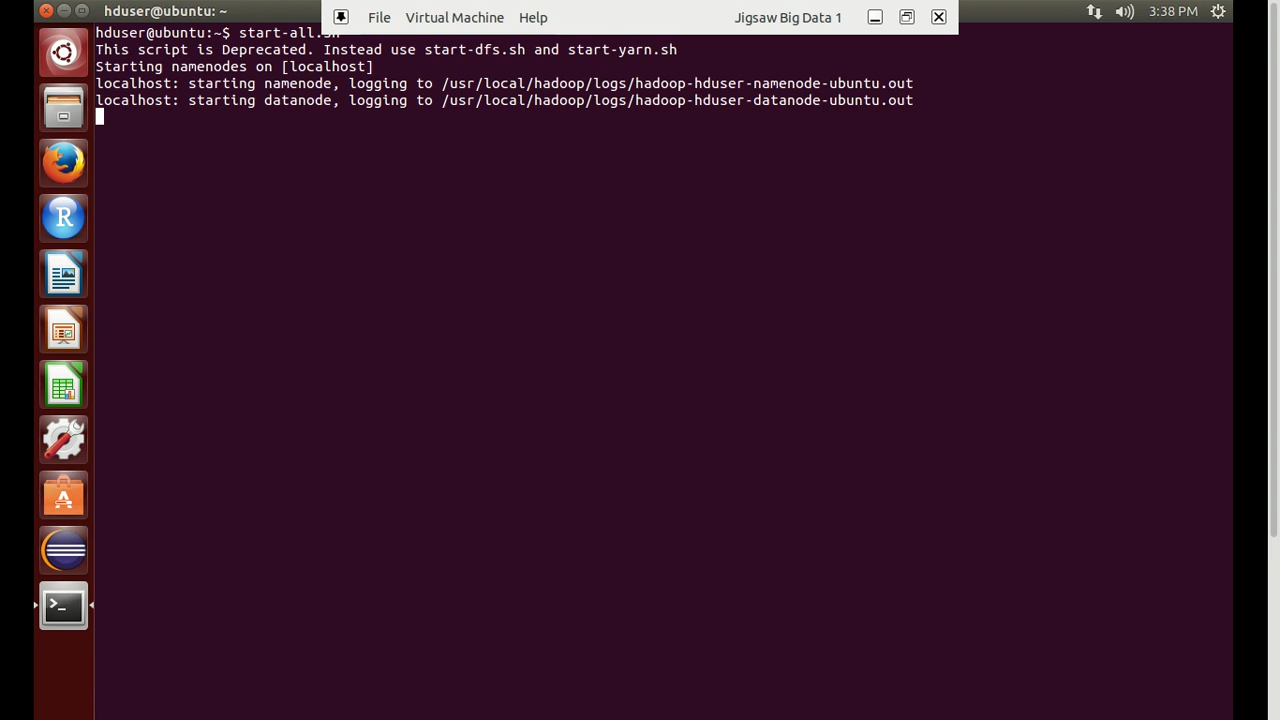 hduser@ubuntu: ~
File Virtual Machine Help Jigsaw Big Data 1
3:38 PM
hduser@ubuntu:~$ start-all.sh
This script is Deprecated. Instead use start-dfs.sh and start-yarn.sh
Starting namenodes on [localhost]
localhost: starting namenode, logging to /usr/local/hadoop/logs/hadoop-hduser-namenode-ubuntu.out
localhost: starting datanode, logging to /usr/local/hadoop/logs/hadoop-hduser-datanode-ubuntu.out
R
A
>_